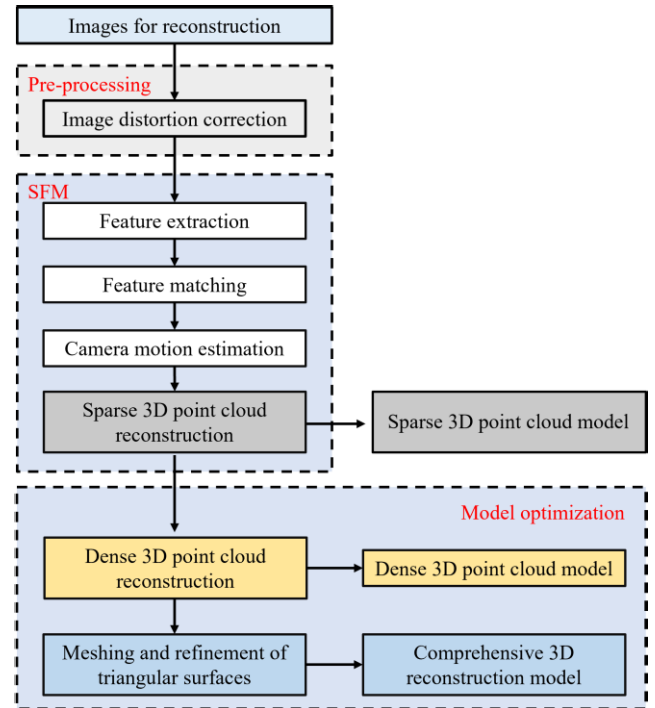 Images for reconstruction
Pre-processing
Image distortion correction
SFM
Feature extraction
Feature matching
Camera motion estimation
Sparse 3D point cloud
reconstruction
Sparse 3D point cloud model
Model optimization
Dense 3D point cloud
reconstruction
Dense 3D point cloud model
Meshing and refinement of
triangular surfaces
Comprehensive 3D
reconstruction model